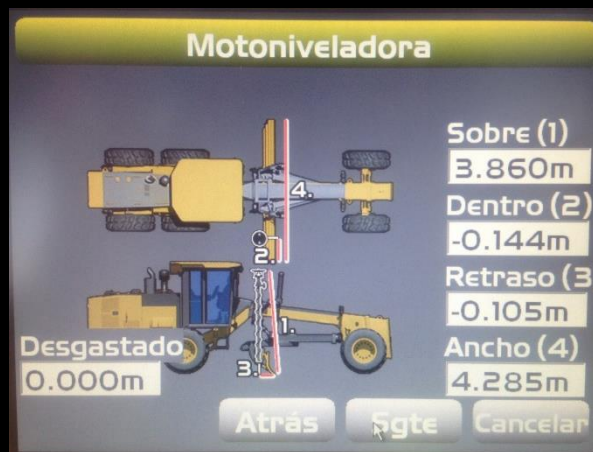 Motoniveladora
Sobre (1)
3.860m
4.
Dentro (2)
-0.144m
2.
Retraso (3
-0.105m
1.
Desgastado
3.
Ancho (4)
0.000m
4.285m
Atrás
Sgte
Cancelar